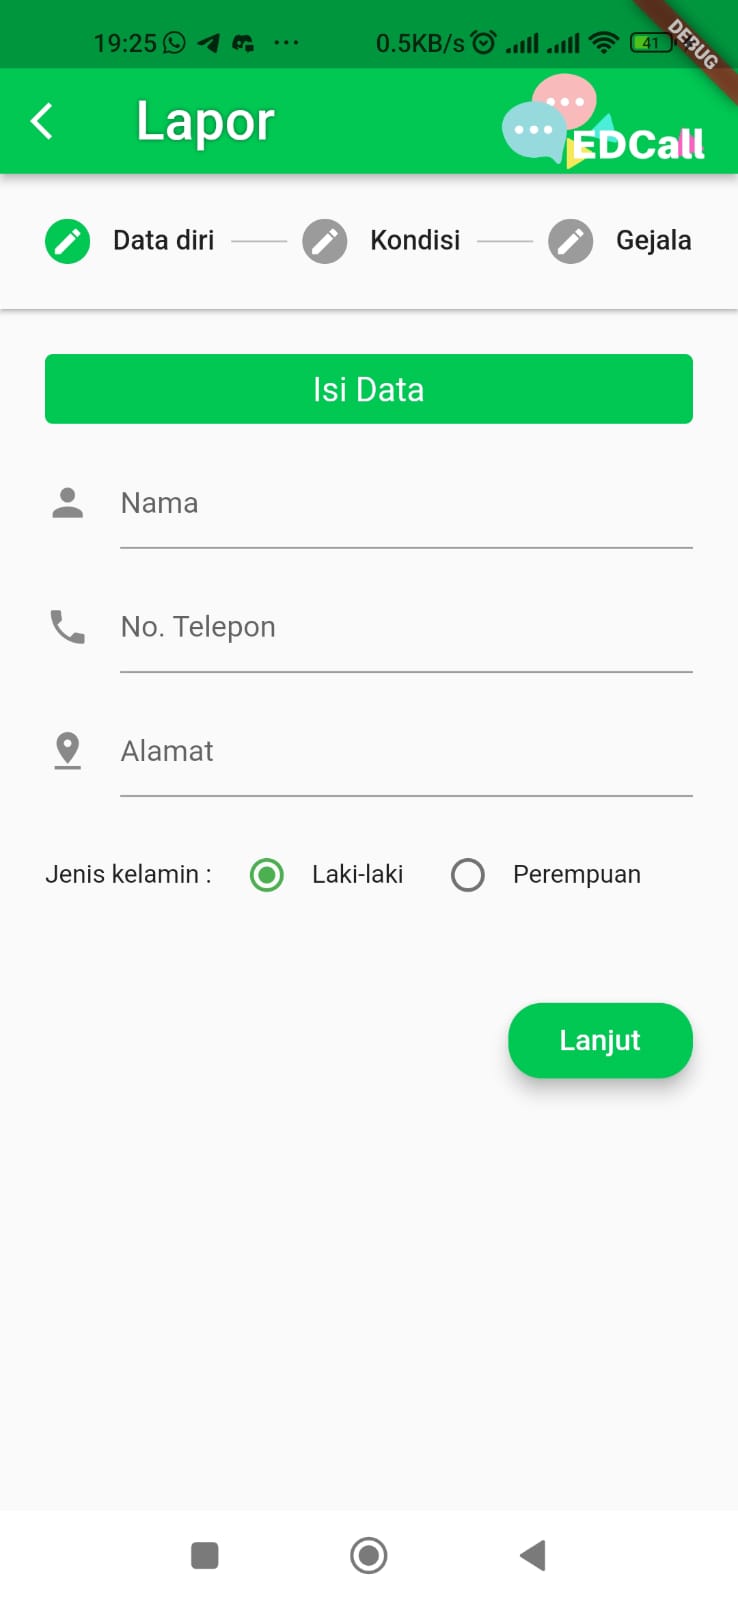 19:25 0.5KB/s 41
DEBUG
Lapor
EDCall
Data diri Kondisi Gejala
Isi Data
Nama
No. Telepon
Alamat
Jenis kelamin : Laki-laki Perempuan
Lanjut